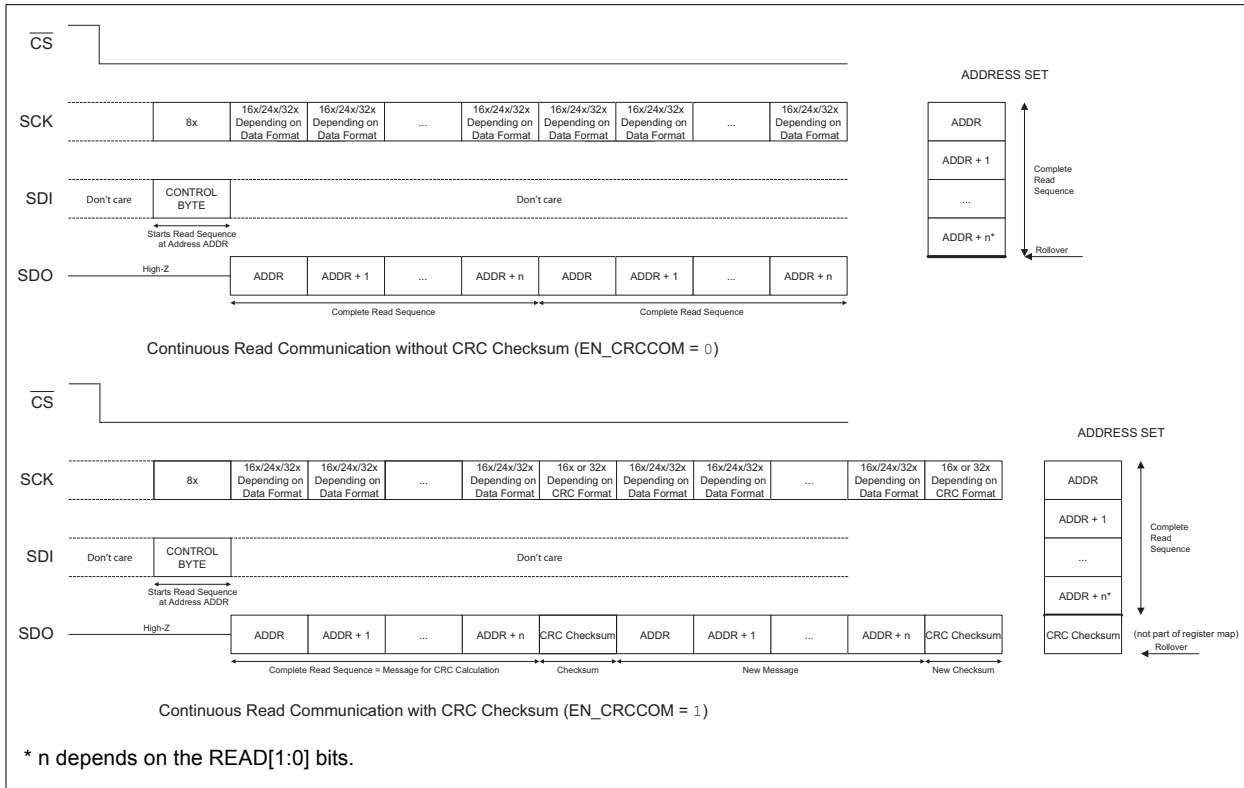 CS
ADDRESS SET
SCK
8x
16x/24x/32x
Depending on
Data Format
16x/24x/32x
Depending on
Data Format
...
16x/24x/32x
Depending on
Data Format
16x/24x/32x
Depending on
Data Format
16x/24x/32x
Depending on
Data Format
...
16x/24x/32x
Depending on
Data Format
ADDR
ADDR + 1
...
ADDR + n*
Complete
Read
Sequence
Rollover
SDI
Don't care
CONTROL
BYTE
Don't care
Starts Read Sequence
at Address ADDR
SDO
High-Z
ADDR
ADDR + 1
...
ADDR + n
ADDR
ADDR + 1
...
ADDR + n
Complete Read Sequence
Complete Read Sequence
Continuous Read Communication without CRC Checksum (EN_CRCCOM = 0)
CS
ADDRESS SET
SCK
8x
16x/24x/32x
Depending on
Data Format
16x/24x/32x
Depending on
Data Format
...
16x/24x/32x
Depending on
Data Format
16x or 32x
Depending on
CRC Format
16x/24x/32x
Depending on
Data Format
16x/24x/32x
Depending on
Data Format
...
16x/24x/32x
Depending on
Data Format
16x or 32x
Depending on
CRC Format
ADDR
ADDR + 1
...
ADDR + n*
CRC Checksum
Complete
Read
Sequence
(not part of register map)
Rollover
SDI
Don't care
CONTROL
BYTE
Don't care
Starts Read Sequence
at Address ADDR
SDO
High-Z
ADDR
ADDR + 1
...
ADDR + n
CRC Checksum
ADDR
ADDR + 1
...
ADDR + n
CRC Checksum
Complete Read Sequence = Message for CRC Calculation
Checksum
New Message
New Checksum
Continuous Read Communication with CRC Checksum (EN_CRCCOM = 1)
* n depends on the READ[1:0] bits.